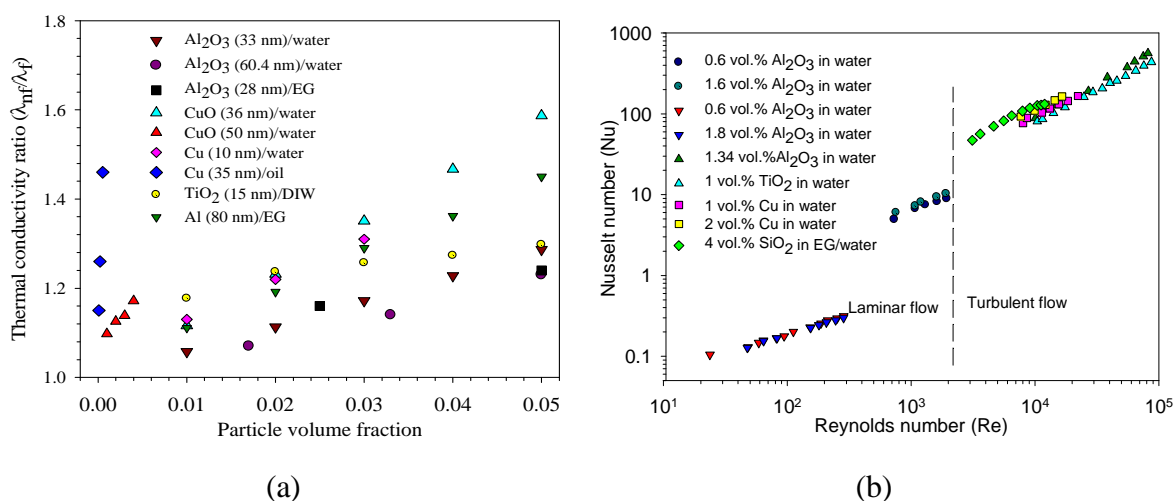 1.8
1.6
1.4
1.2
1.0
Thermal conductivity ratio (λnf/λf)
Al2O3 (33 nm)/water
Al2O3 (60.4 nm)/water
Al2O3 (28 nm)/EG
CuO (36 nm)/water
CuO (50 nm)/water
Cu (10 nm)/water
Cu (35 nm)/oil
TiO2 (15 nm)/DIW
Al (80 nm)/EG
0.00 0.01 0.02 0.03 0.04 0.05
Particle volume fraction
(a)
1000
100
10
1
0.1
Nusselt number (Nu)
0.6 vol.% Al2O3 in water
1.6 vol.% Al2O3 in water
0.6 vol.% Al2O3 in water
1.8 vol.% Al2O3 in water
1.34 vol.%Al2O3 in water
1 vol.% TiO2 in water
1 vol.% Cu in water
2 vol.% Cu in water
4 vol.% SiO2 in EG/water
Laminar flow
Turbulent flow
10^1 10^2 10^3 10^4 10^5
Reynolds number (Re)
(b)